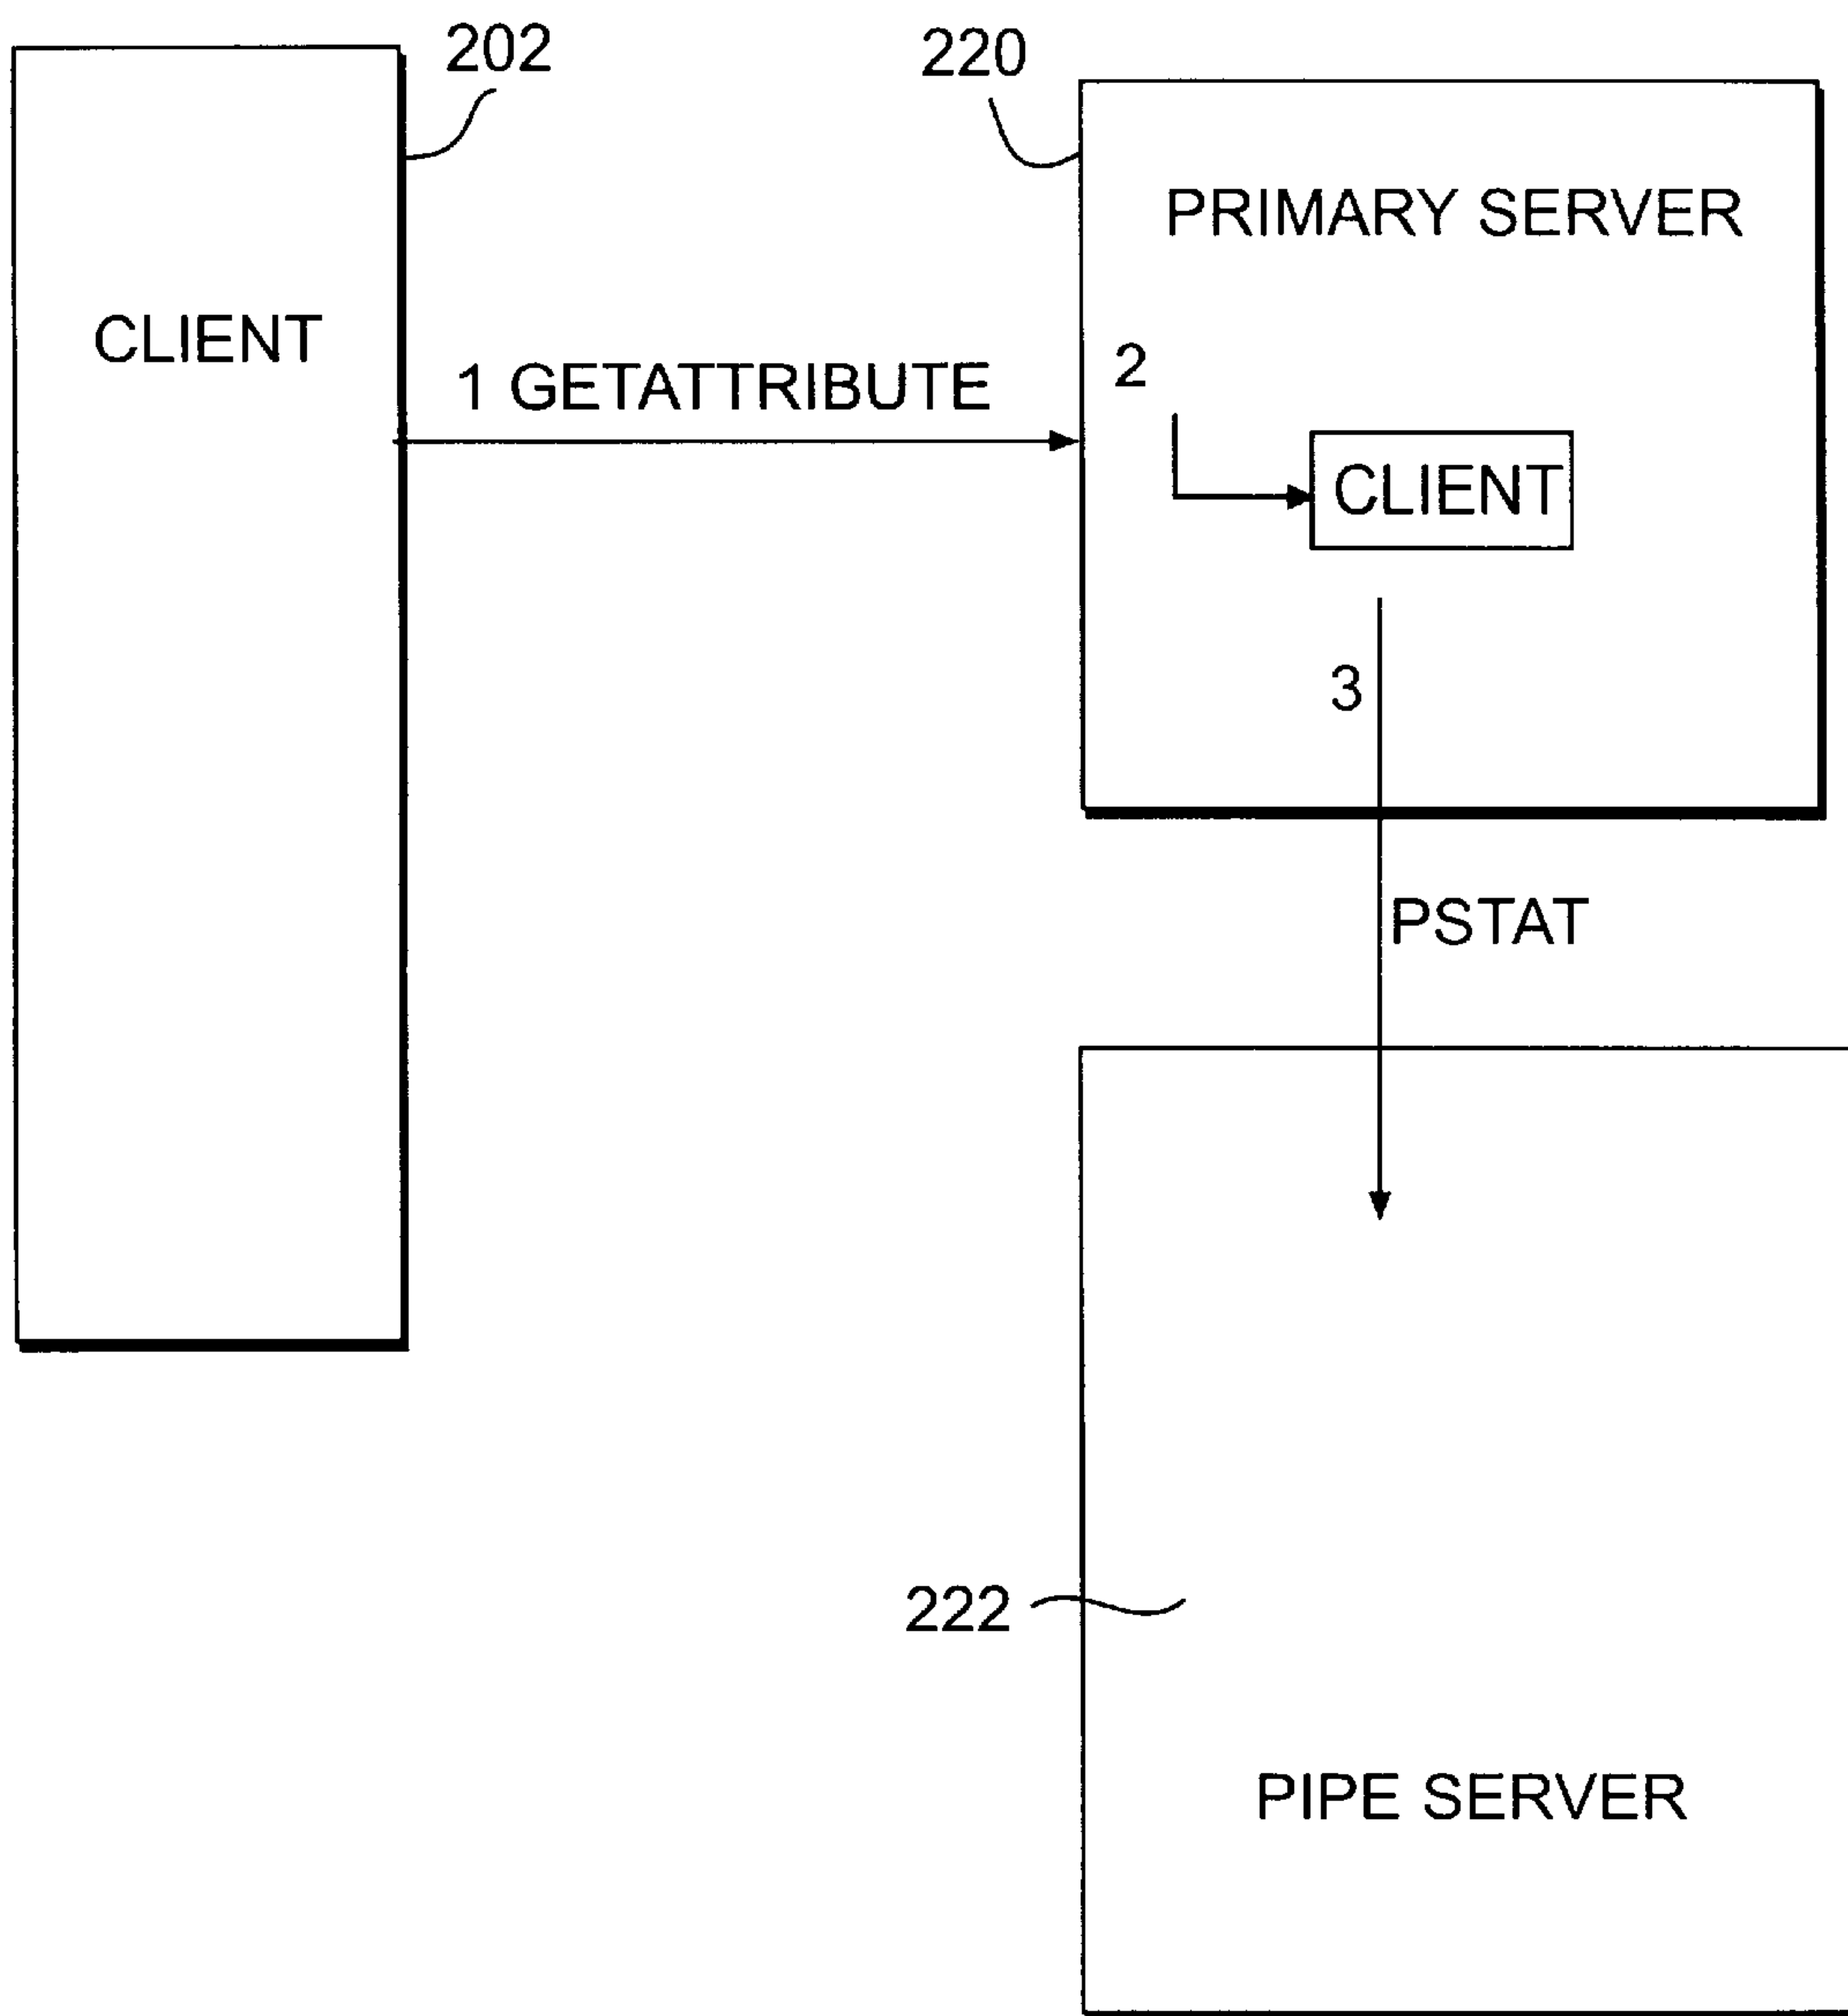 202
220
PRIMARY SERVER
CLIENT
1 GETATTRIBUTE
2
CLIENT
3
PSTAT
222
PIPE SERVER